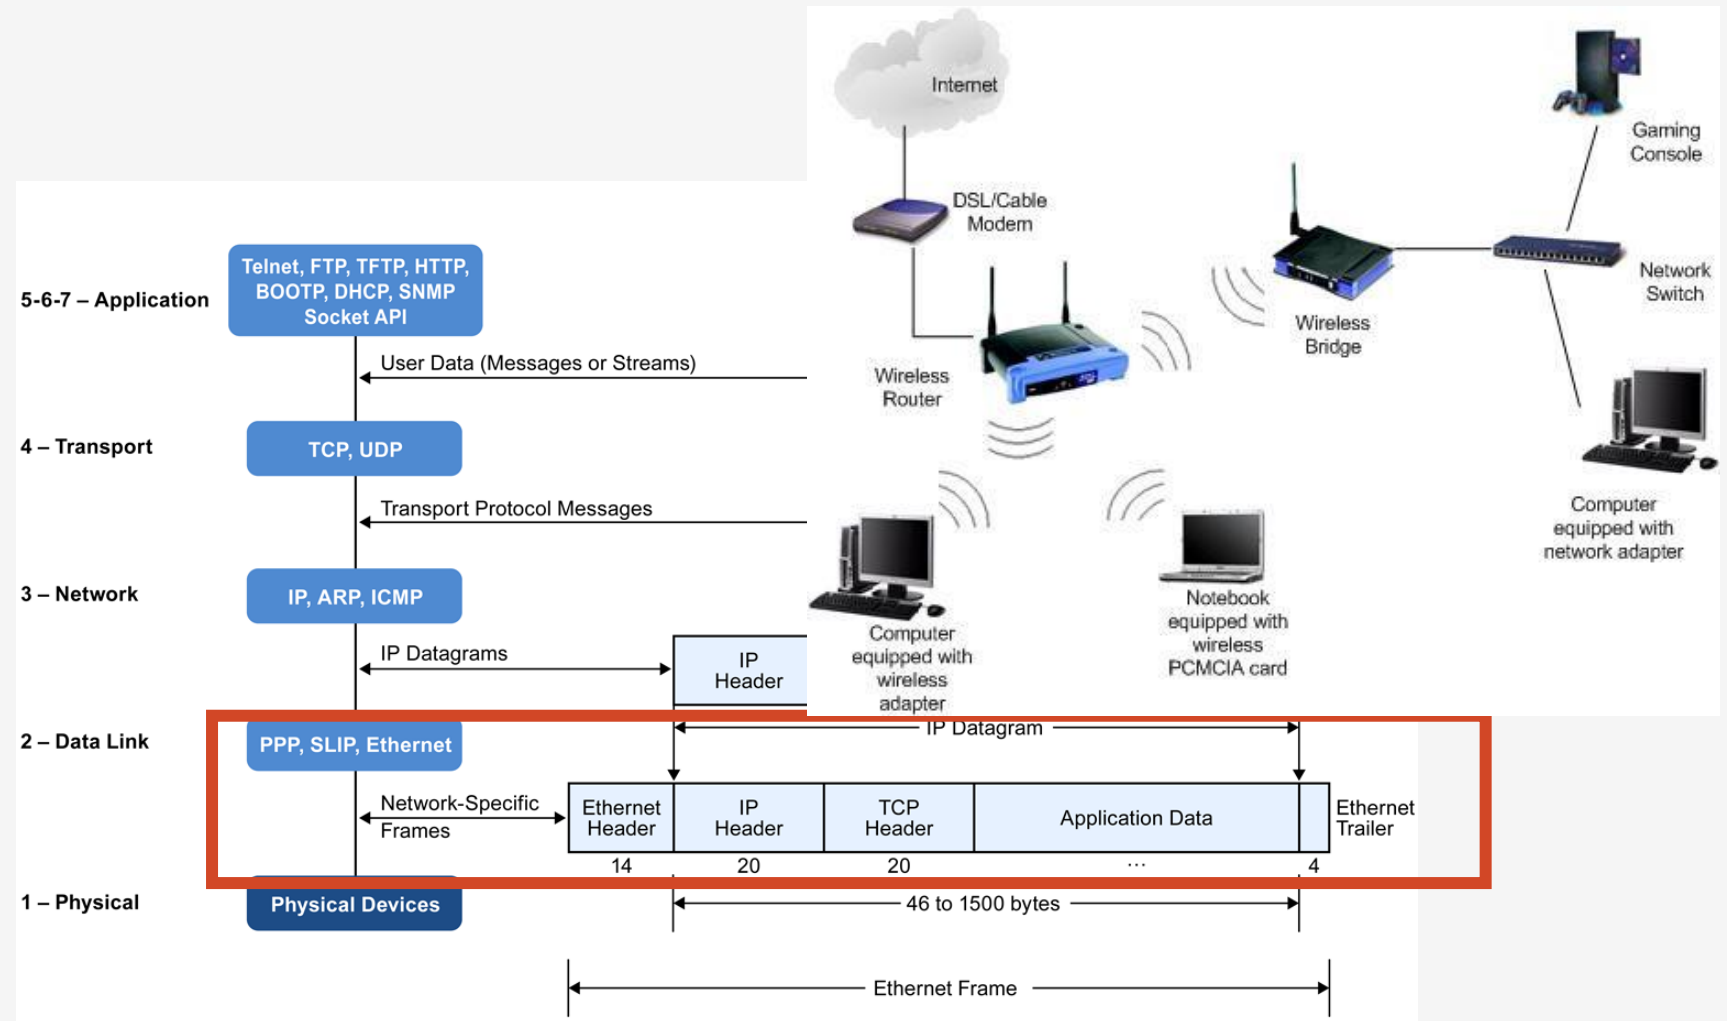 Internet
DSL/Cable
Modem
Wireless
Router
Wireless
Bridge
Gaming
Console
Network
Switch
Computer
equipped with
network adapter
Computer
equipped with
wireless
adapter
Notebook
equipped with
wireless
PCMCIA card
5-6-7 – Application
Telnet, FTP, TFTP, HTTP,
BOOTP, DHCP, SNMP
Socket API
User Data (Messages or Streams)
4 – Transport
TCP, UDP
Transport Protocol Messages
3 – Network
IP, ARP, ICMP
IP Datagrams
IP
Header
2 – Data Link
PPP, SLIP, Ethernet
IP Datagram
Network-Specific
Frames
Ethernet
Header
IP
Header
TCP
Header
Application Data
Ethernet
Trailer
14
20
20
...
4
1 – Physical
Physical Devices
46 to 1500 bytes
Ethernet Frame